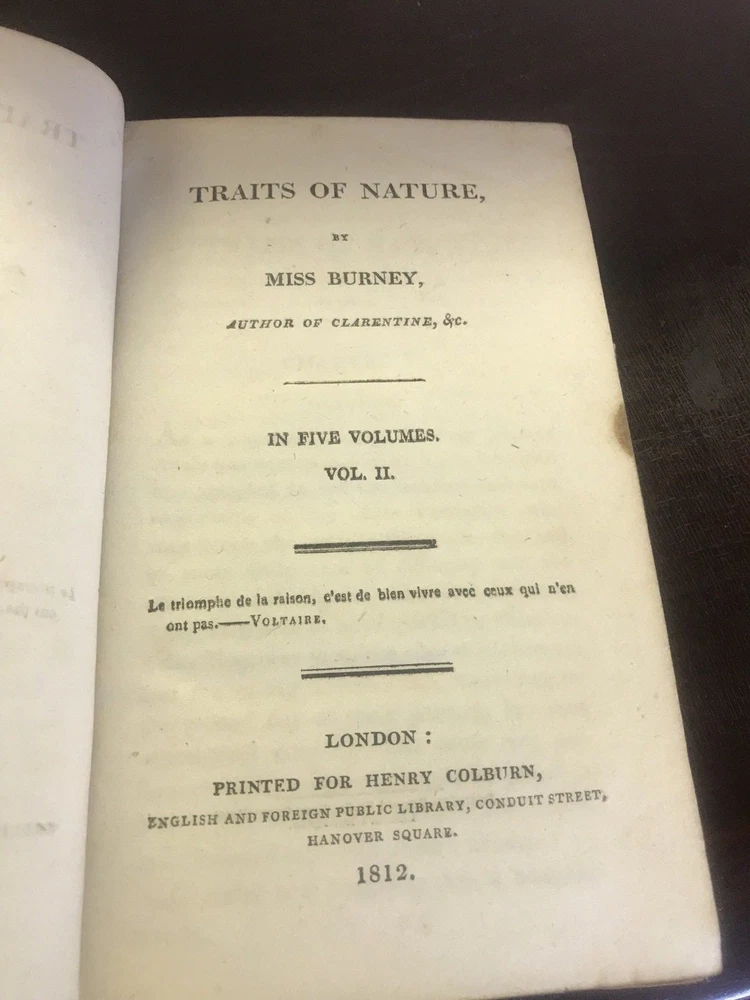 TRAITS OF NATURE,
BY
MISS BURNEY,
AUTHOR OF CLARENTINE, &c.
IN FIVE VOLUMES.
VOL. II.
Le triomphe de la raison, c'est de bien vivre avec ceux qui n'en
ont pas.——VOLTAIRE.
LONDON:
PRINTED FOR HENRY COLBURN,
ENGLISH AND FOREIGN PUBLIC LIBRARY, CONDUIT STREET,
HANOVER SQUARE.
1812.